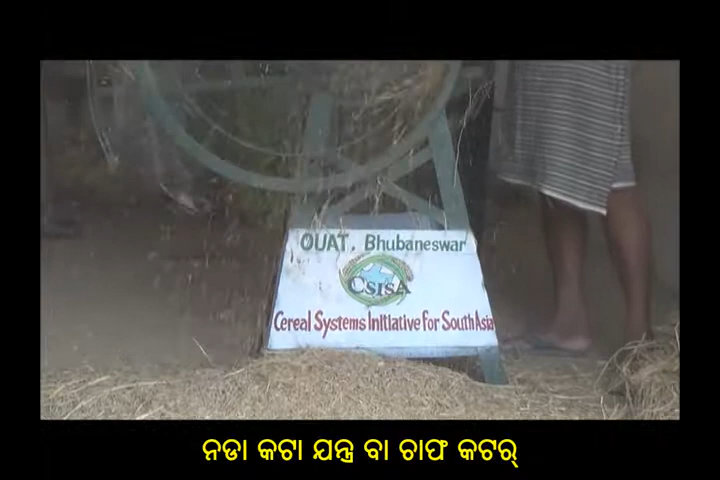 OUAT, Bhubaneswar
CSISA
Cereal Systems Initiative for South Asia
ନଡା କଟା ଯନ୍ତ୍ର ବା ଚାଫ କଟର୍